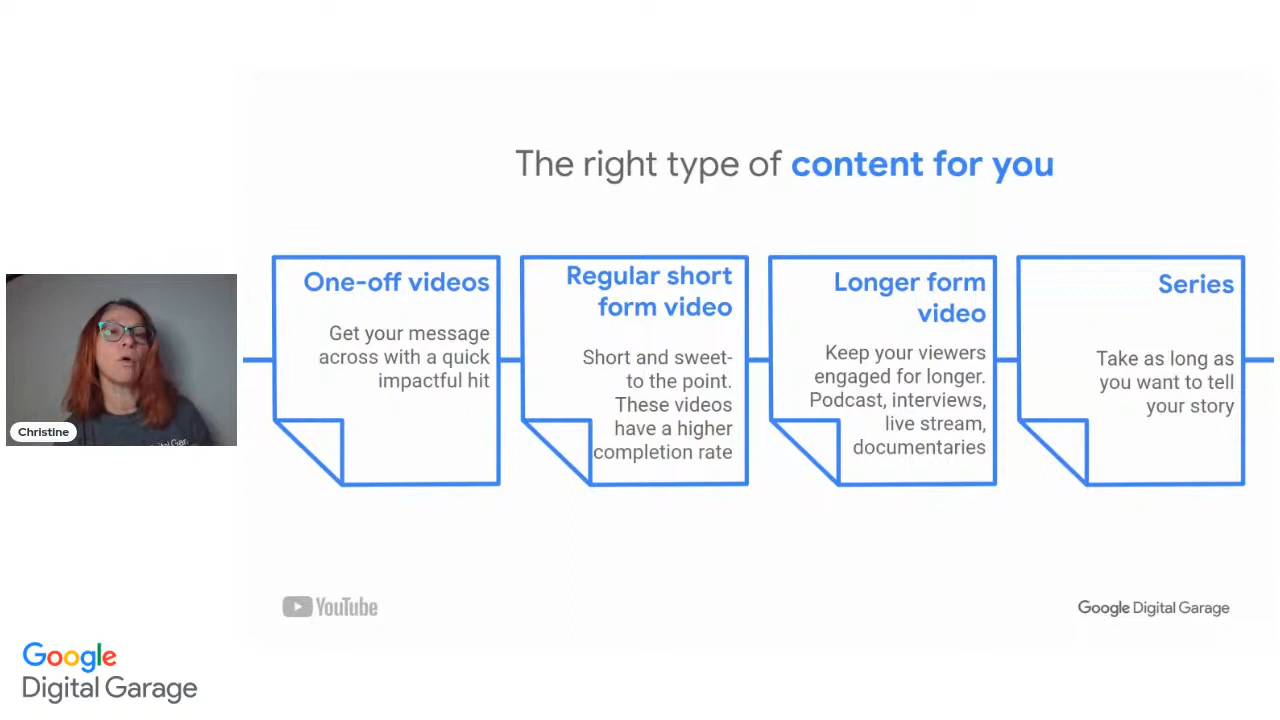 The right type of content for you
One-off videos
Get your message
across with a quick
impactful hit
Regular short
form video
Short and sweet-
to the point.
These videos
have a higher
completion rate
Longer form
video
Keep your viewers
engaged for longer.
Podcast, interviews,
live stream,
documentaries
Series
Take as long as
you want to tell
your story
Christine
YouTube
Google Digital Garage
Google
Digital Garage